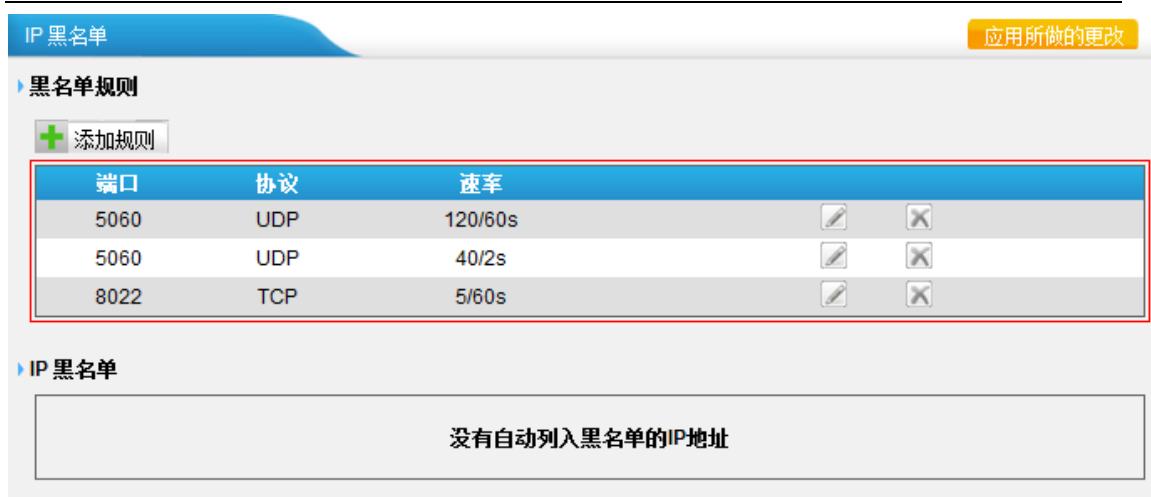 IP 黑名单 应用所做的更改
黑名单规则
添加规则
端口 协议 速率
5060 UDP 120/60s
5060 UDP 40/2s
8022 TCP 5/60s
IP 黑名单
没有自动列入黑名单的IP地址